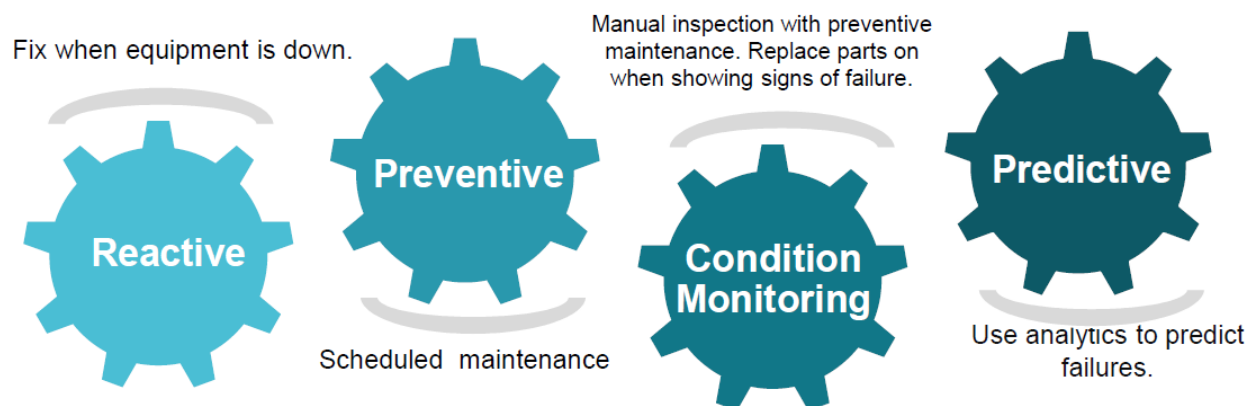 Fix when equipment is down.
Reactive
Preventive
Scheduled maintenance
Manual inspection with preventive
maintenance. Replace parts on
when showing signs of failure.
Condition
Monitoring
Predictive
Use analytics to predict
failures.